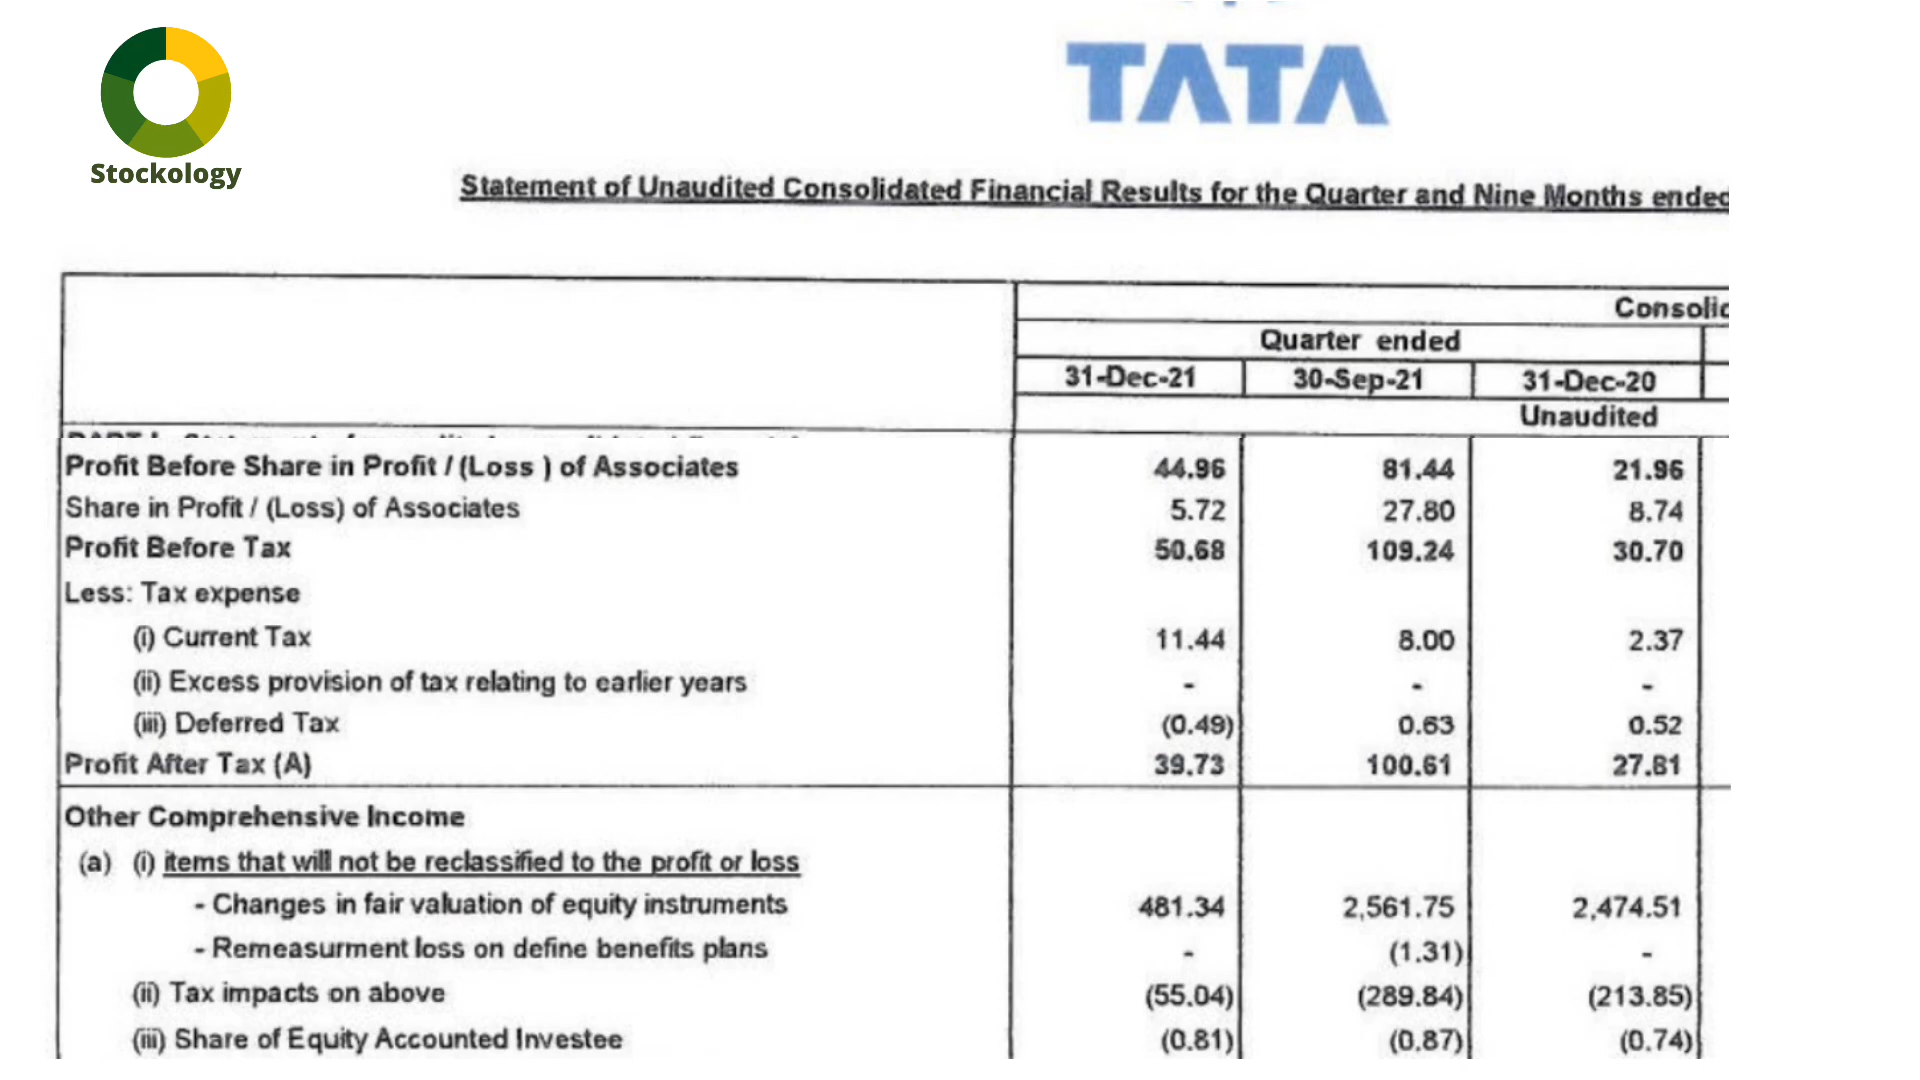 TATA
Stockology
Statement of Unaudited Consolidated Financial Results for the Quarter and Nine Months ended
Consolid
Quarter ended
31-Dec-21 30-Sep-21 31-Dec-20
Unaudited
Profit Before Share in Profit / (Loss ) of Associates 44.96 81.44 21.96
Share in Profit / (Loss) of Associates 5.72 27.80 8.74
Profit Before Tax 50.68 109.24 30.70
Less: Tax expense
(i) Current Tax 11.44 8.00 2.37
(ii) Excess provision of tax relating to earlier years - - -
(iii) Deferred Tax (0.49) 0.63 0.52
Profit After Tax (A) 39.73 100.61 27.81
Other Comprehensive Income
(a) (i) items that will not be reclassified to the profit or loss
- Changes in fair valuation of equity instruments 481.34 2,561.75 2,474.51
- Remeasurment loss on define benefits plans - (1.31) -
(ii) Tax impacts on above (55.04) (289.84) (213.85)
(iii) Share of Equity Accounted Investee (0.81) (0.87) (0.74)